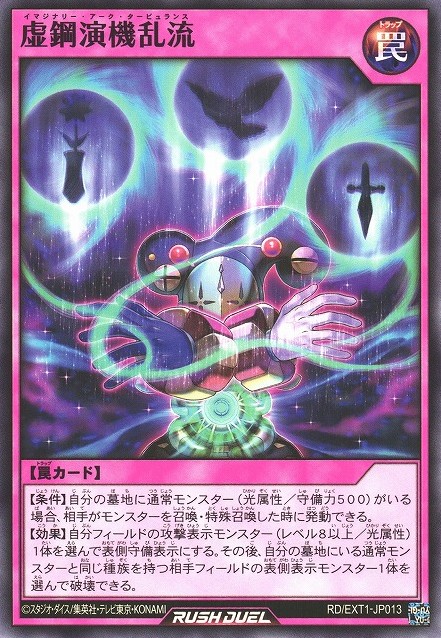 イマジナリー・アーク・タービュランス
虚鋼演機乱流
トラップ
罠
【罠カード】
【条件】自分の墓地に通常モンスター(光属性／守備力500)がいる
場合、相手がモンスターを召喚・特殊召喚した時に発動できる。
【効果】自分フィールドの攻撃表示モンスター(レベル8以上／光属性)
1体を選んで表側守備表示にする。その後、自分の墓地にいる通常モン
スターと同じ種族を持つ相手フィールドの表側表示モンスター1体を
選んで破壊できる。
©スタジオ・ダイス/集英社・テレビ東京・KONAMI
RUSH DUEL
RD/EXT1-JP013